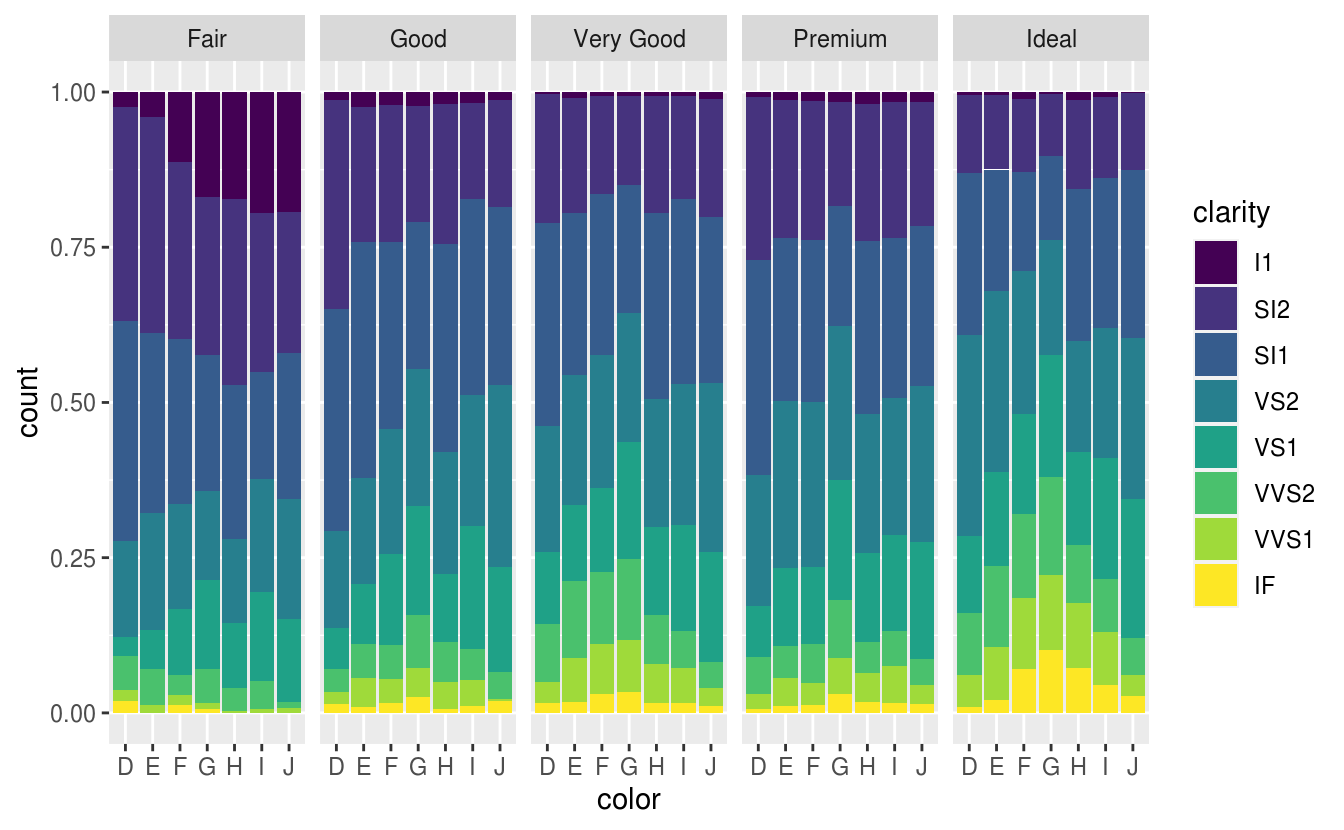 Fair Good Very Good Premium Ideal
1.00
0.75
0.50
0.25
0.00
count
D E F G H I J D E F G H I J D E F G H I J D E F G H I J D E F G H I J
color
clarity
I1
SI2
SI1
VS2
VS1
VVS2
VVS1
IF